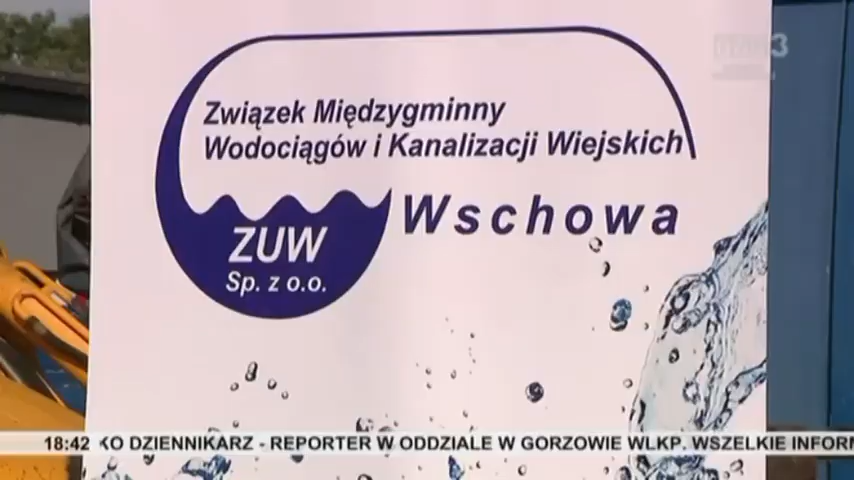 Związek Międzygminny
Wodociągów i Kanalizacji Wiejskich
Wschowa
ZUW
Sp. z o.o.
18:42 KO DZIENNIKARZ - REPORTER W ODDZIALE W GORZOWIE WLKP. WSZELKIE INFORM